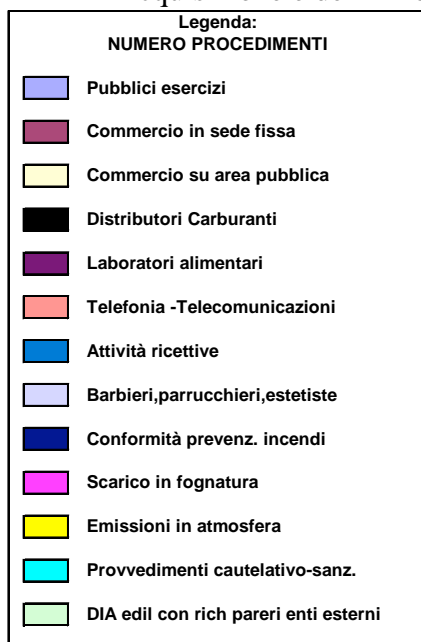 Legenda:
NUMERO PROCEDIMENTI
Pubblici esercizi
Commercio in sede fissa
Commercio su area pubblica
Distributori Carburanti
Laboratori alimentari
Telefonia -Telecomunicazioni
Attività ricettive
Barbieri,parrucchieri,estetiste
Conformità prevenz. incendi
Scarico in fognatura
Emissioni in atmosfera
Provvedimenti cautelativo-sanz.
DIA edil con rich pareri enti esterni